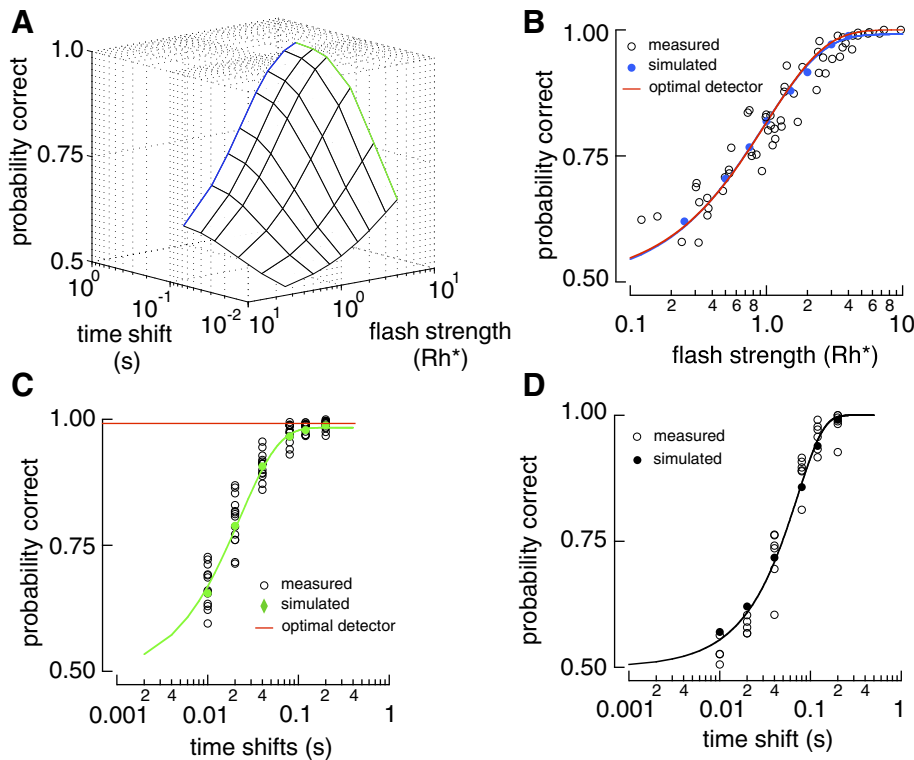 A
probability correct
1.0
0.75
0.5
10^0
10^-1
10^-2
time shift
(s)
10^1
10^0
10^1
flash strength
(Rh*)
B
probability correct
1.00
0.75
0.50
measured
simulated
optimal detector
2 4 6 8 2 4 6 8
0.1 1.0 10
flash strength (Rh*)
C
probability correct
1.00
0.75
0.50
measured
simulated
optimal detector
2 4 2 4 2 4
0.001 0.01 0.1 1
time shifts (s)
D
probability correct
1.00
0.75
0.50
measured
simulated
2 4 2 4 2 4
0.001 0.01 0.1 1
time shift (s)